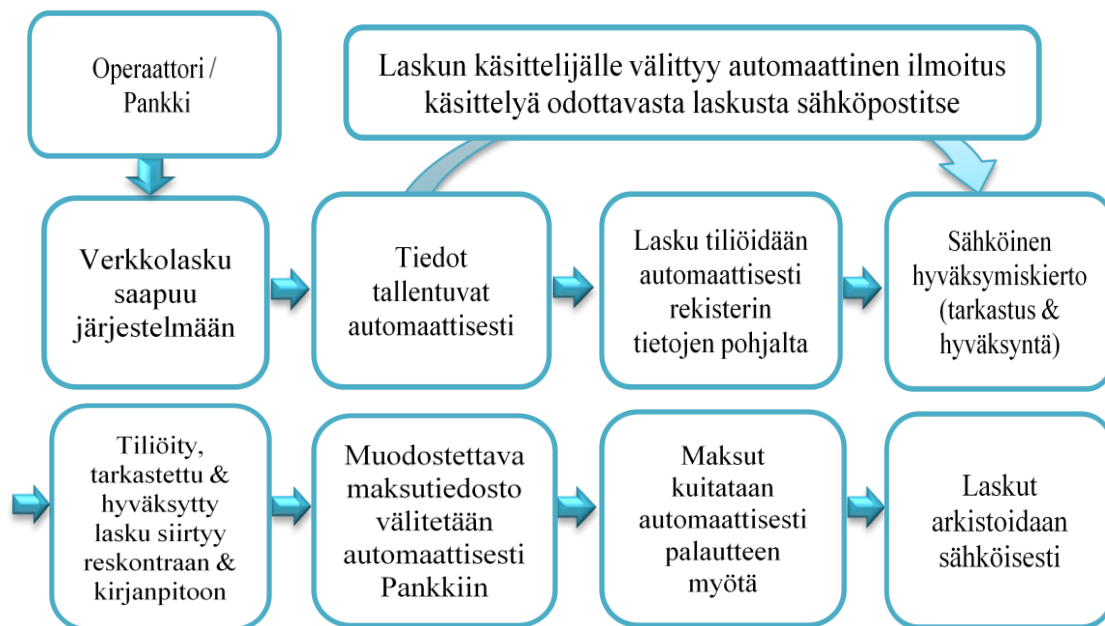 Operaattori /
Pankki
Laskun käsittelijälle välittyy automaattinen ilmoitus
käsittelyä odottavasta laskusta sähköpostitse
Verkkolasku
saapuu
järjestelmään
Tiedot
tallentuvat
automaattisesti
Lasku tiliöidään
automaattisesti
rekisterin
tietojen pohjalta
Sähköinen
hyväksymiskierto
(tarkastus &
hyväksyntä)
Tiliöity,
tarkastettu &
hyväksytty
lasku siirtyy
reskontraan &
kirjanpitoon
Muodostettava
maksutiedosto
välitetään
automaattisesti
Pankkiin
Maksut
kuitataan
automaattisesti
palautteen
myötä
Laskut
arkistoidaan
sähköisesti